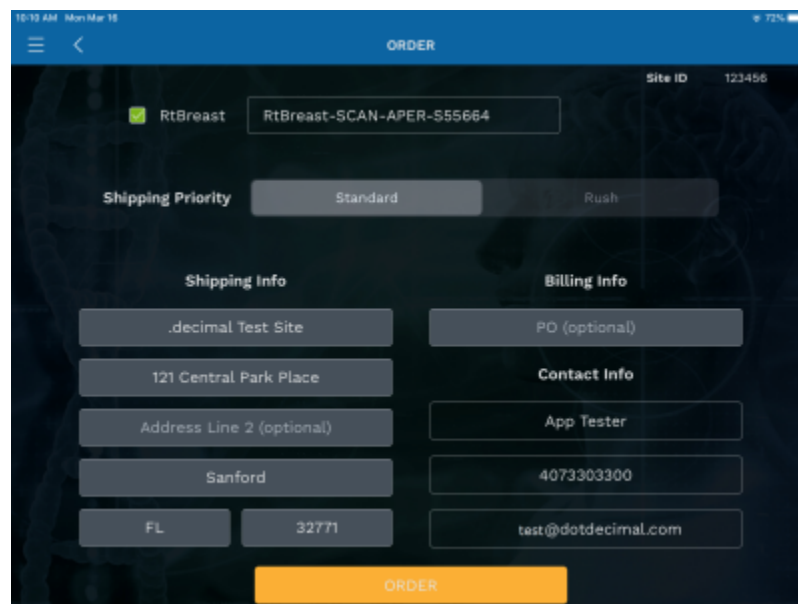 10:10 AM Mon Mar 16
72%
ORDER
Site ID 123456
RtBreast RtBreast-SCAN-APER-S55664
Shipping Priority Standard Rush
Shipping Info
.decimal Test Site
121 Central Park Place
Address Line 2 (optional)
Sanford
FL 32771
Billing Info
PO (optional)
Contact Info
App Tester
4073303300
test@dotdecimal.com
ORDER